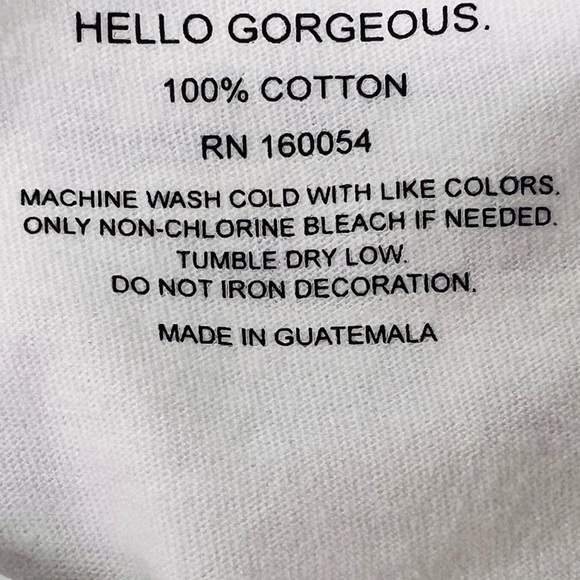 HELLO GORGEOUS.
100% COTTON
RN 160054
MACHINE WASH COLD WITH LIKE COLORS.
ONLY NON-CHLORINE BLEACH IF NEEDED.
TUMBLE DRY LOW.
DO NOT IRON DECORATION.
MADE IN GUATEMALA